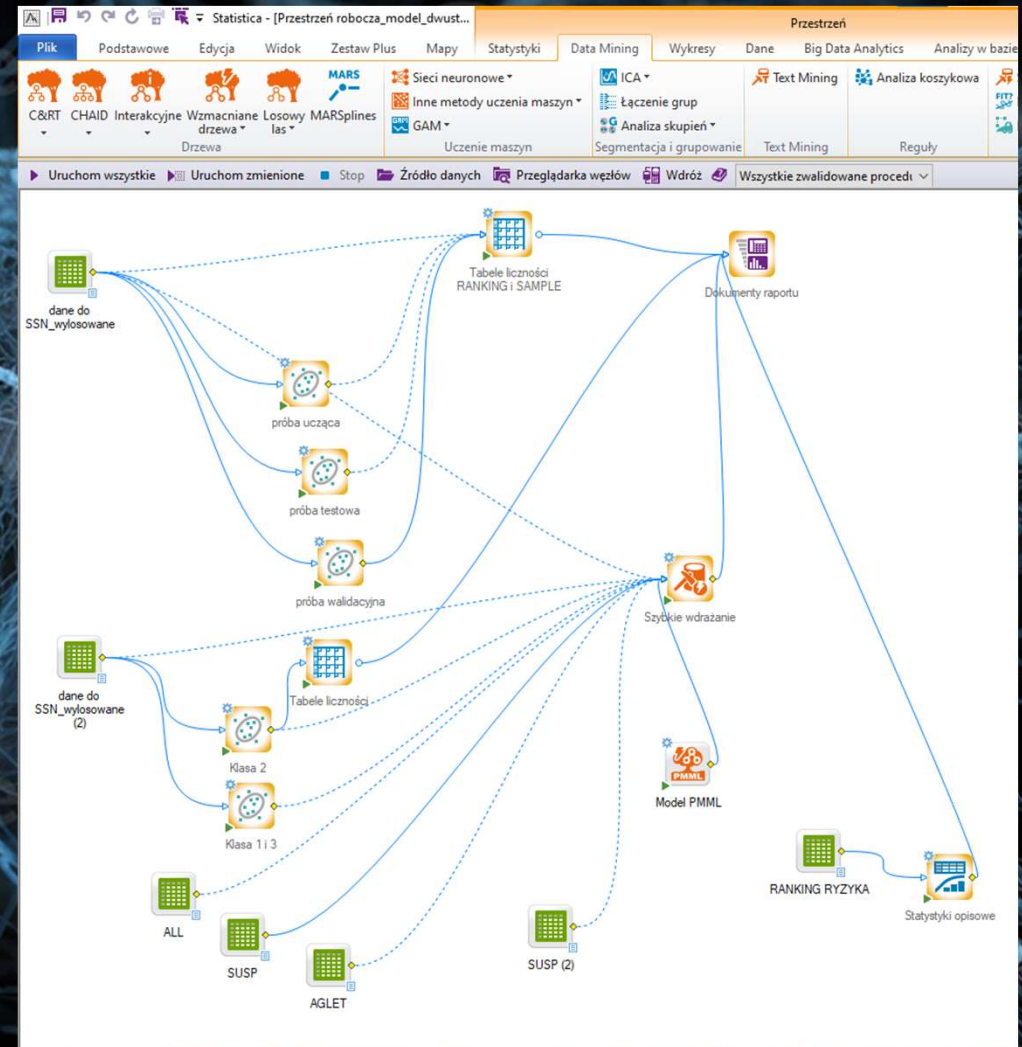 Statistica - [Przestrzeń robocza_model_dwust...
Przestrzeń
Plik Podstawowe Edycja Widok Zestaw Plus Mapy Statystyki Data Mining Wykresy Dane Big Data Analytics Analizy w bazie
C&RT CHAID Interakcyjne Wzmacniane drzewa Losowy las MARSplines
MARS
Drzewa
Sieci neuronowe
Inne metody uczenia maszyn
GAM
Uczenie maszyn
ICA
Łączenie grup
Analiza skupień
Segmentacja i grupowanie
Text Mining
Text Mining
Analiza koszykowa
Reguły
FIT?
Uruchom wszystkie Uruchom zmienione Stop Źródło danych Przeglądarka węzłów Wdróż Wszystkie zwalidowane procedu
Tabele liczności
RANKING i SAMPLE
Dokumenty raportu
dane do
SSN_wylosowane
próba ucząca
próba testowa
próba walidacyjna
Szybkie wdrażanie
dane do
SSN_wylosowane
(2)
Tabele liczności
Klasa 2
PMML
Model PMML
Klasa 1 i 3
RANKING RYZYKA
Statystyki opisowe
ALL
SUSP
SUSP (2)
AGLET